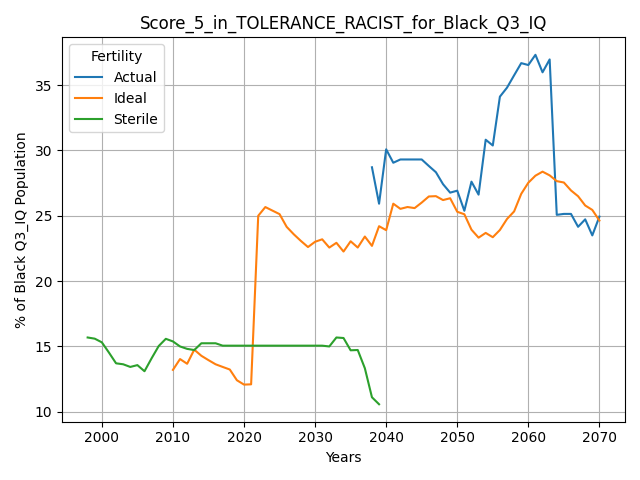 Score_5_in_TOLERANCE_RACIST_for_Black_Q3_IQ
Fertility
Actual
Ideal
Sterile
% of Black Q3_IQ Population
35
30
25
20
15
10
2000 2010 2020 2030 2040 2050 2060 2070
Years